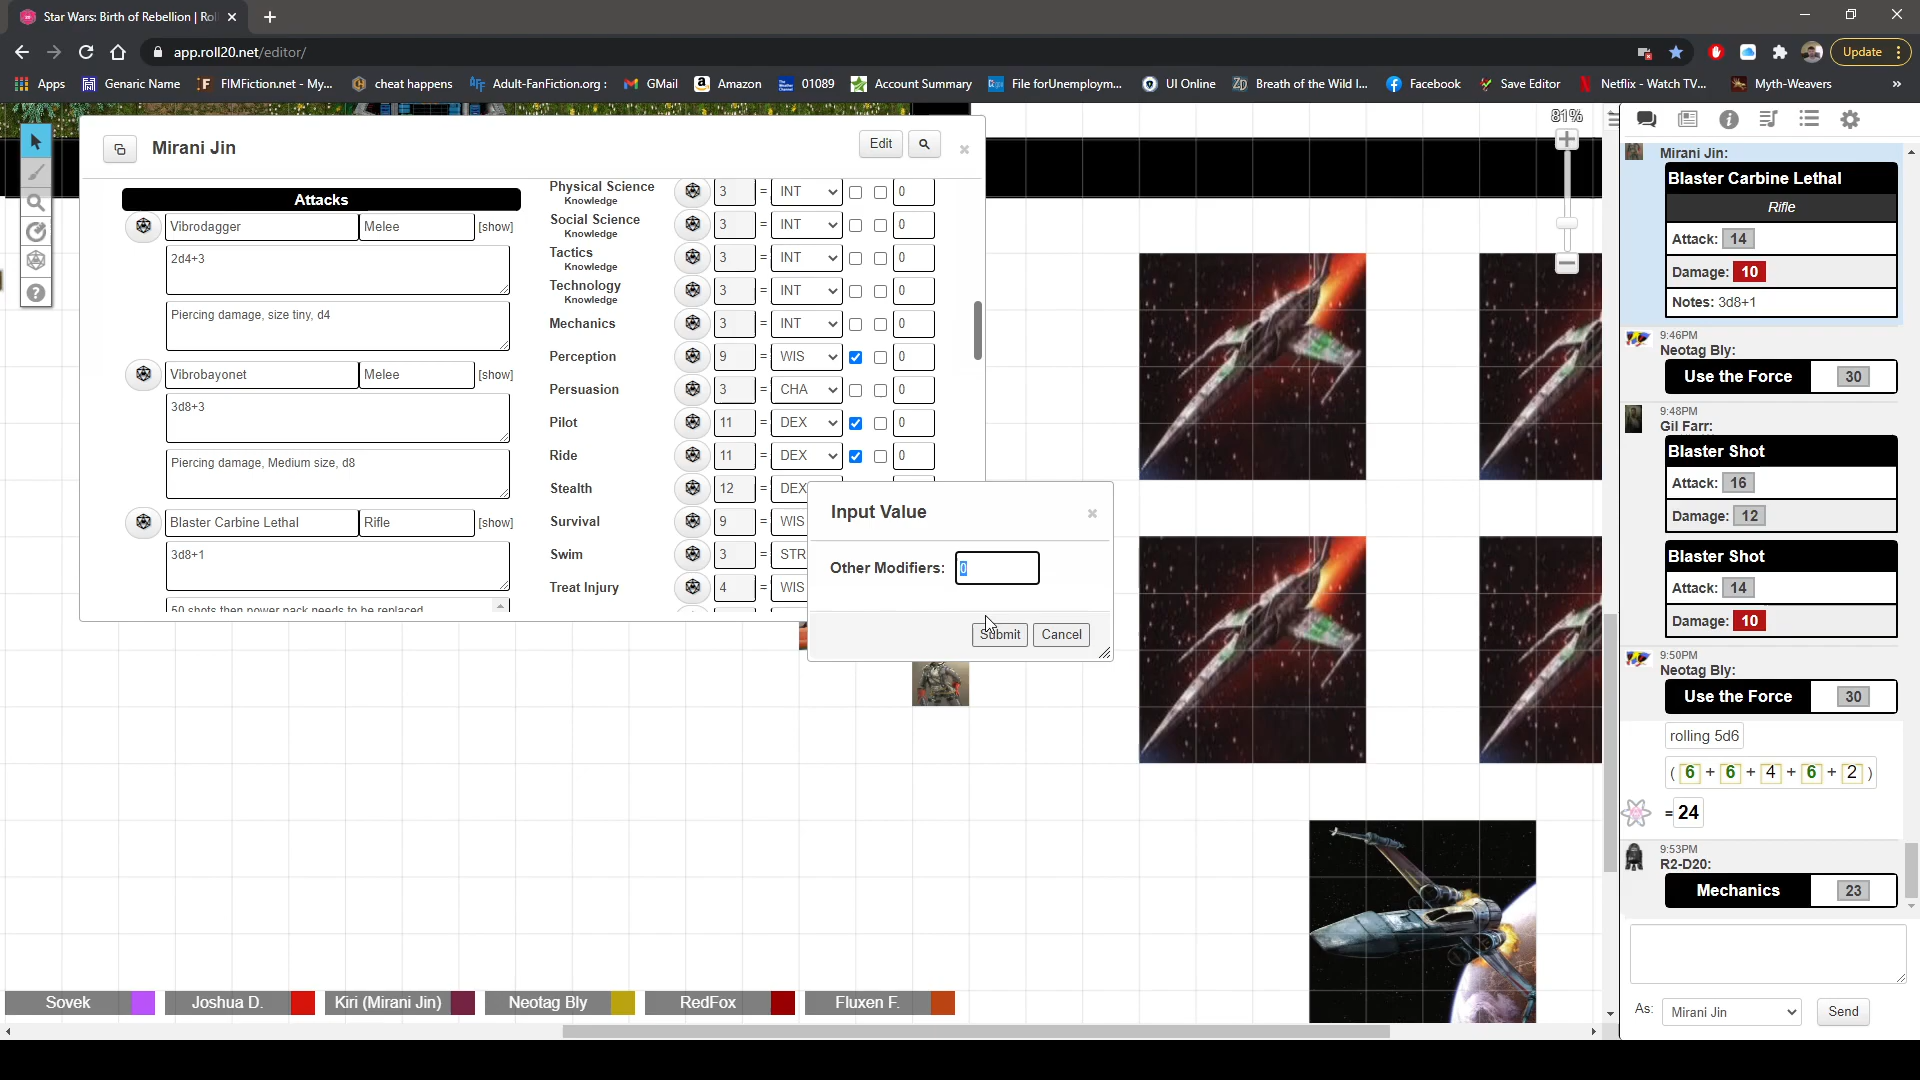 Star Wars: Birth of Rebellion | Rol
app.roll20.net/editor/
Update
Apps Genaric Name FIMFiction.net - My... cheat happens Adult-FanFiction.org : GMail Amazon 01089 Account Summary File forUnemploym... UI Online Breath of the Wild I... Facebook Save Editor Netflix - Watch TV... Myth-Weavers »
81%
Mirani Jin
Edit
Attacks
Vibrodagger Melee [show]
2d4+3
Piercing damage, size tiny, d4
Vibrobayonet Melee [show]
3d8+3
Piercing damage, Medium size, d8
Blaster Carbine Lethal Rifle [show]
3d8+1
50 shots then power pack needs to be replaced
Physical Science 3 = INT 0
Knowledge
Social Science 3 = INT 0
Knowledge
Tactics 3 = INT 0
Knowledge
Technology 3 = INT 0
Knowledge
Mechanics 3 = INT 0
Perception 9 = WIS 0
Persuasion 3 = CHA 0
Pilot 11 = DEX 0
Ride 11 = DEX 0
Stealth 12 = DEX
Survival 9 = WIS
Swim 3 = STR
Treat Injury 4 = WIS
Input Value
Other Modifiers: 0
Submit Cancel
Mirani Jin:
Blaster Carbine Lethal
Rifle
Attack: 14
Damage: 10
Notes: 3d8+1
9:46PM
Neotag Bly:
Use the Force 30
9:48PM
Gil Farr:
Blaster Shot
Attack: 16
Damage: 12
Blaster Shot
Attack: 14
Damage: 10
9:50PM
Neotag Bly:
Use the Force 30
rolling 5d6
( 6 + 6 + 4 + 6 + 2 )
= 24
9:53PM
R2-D20:
Mechanics 23
As: Mirani Jin Send
Sovek Joshua D. Kiri (Mirani Jin) Neotag Bly RedFox Fluxen F.